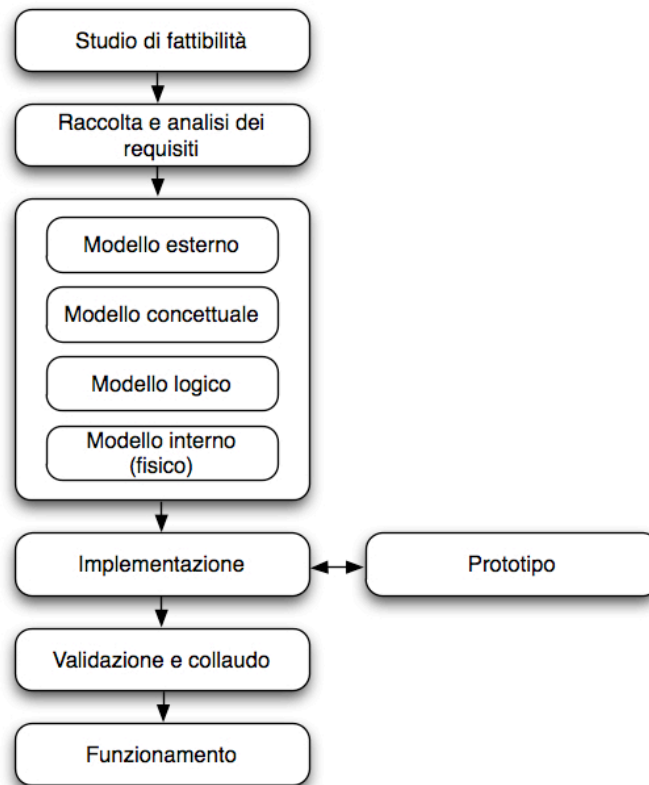 Studio di fattibilità
Raccolta e analisi dei
requisiti
Modello esterno
Modello concettuale
Modello logico
Modello interno
(fisico)
Implementazione
Prototipo
Validazione e collaudo
Funzionamento